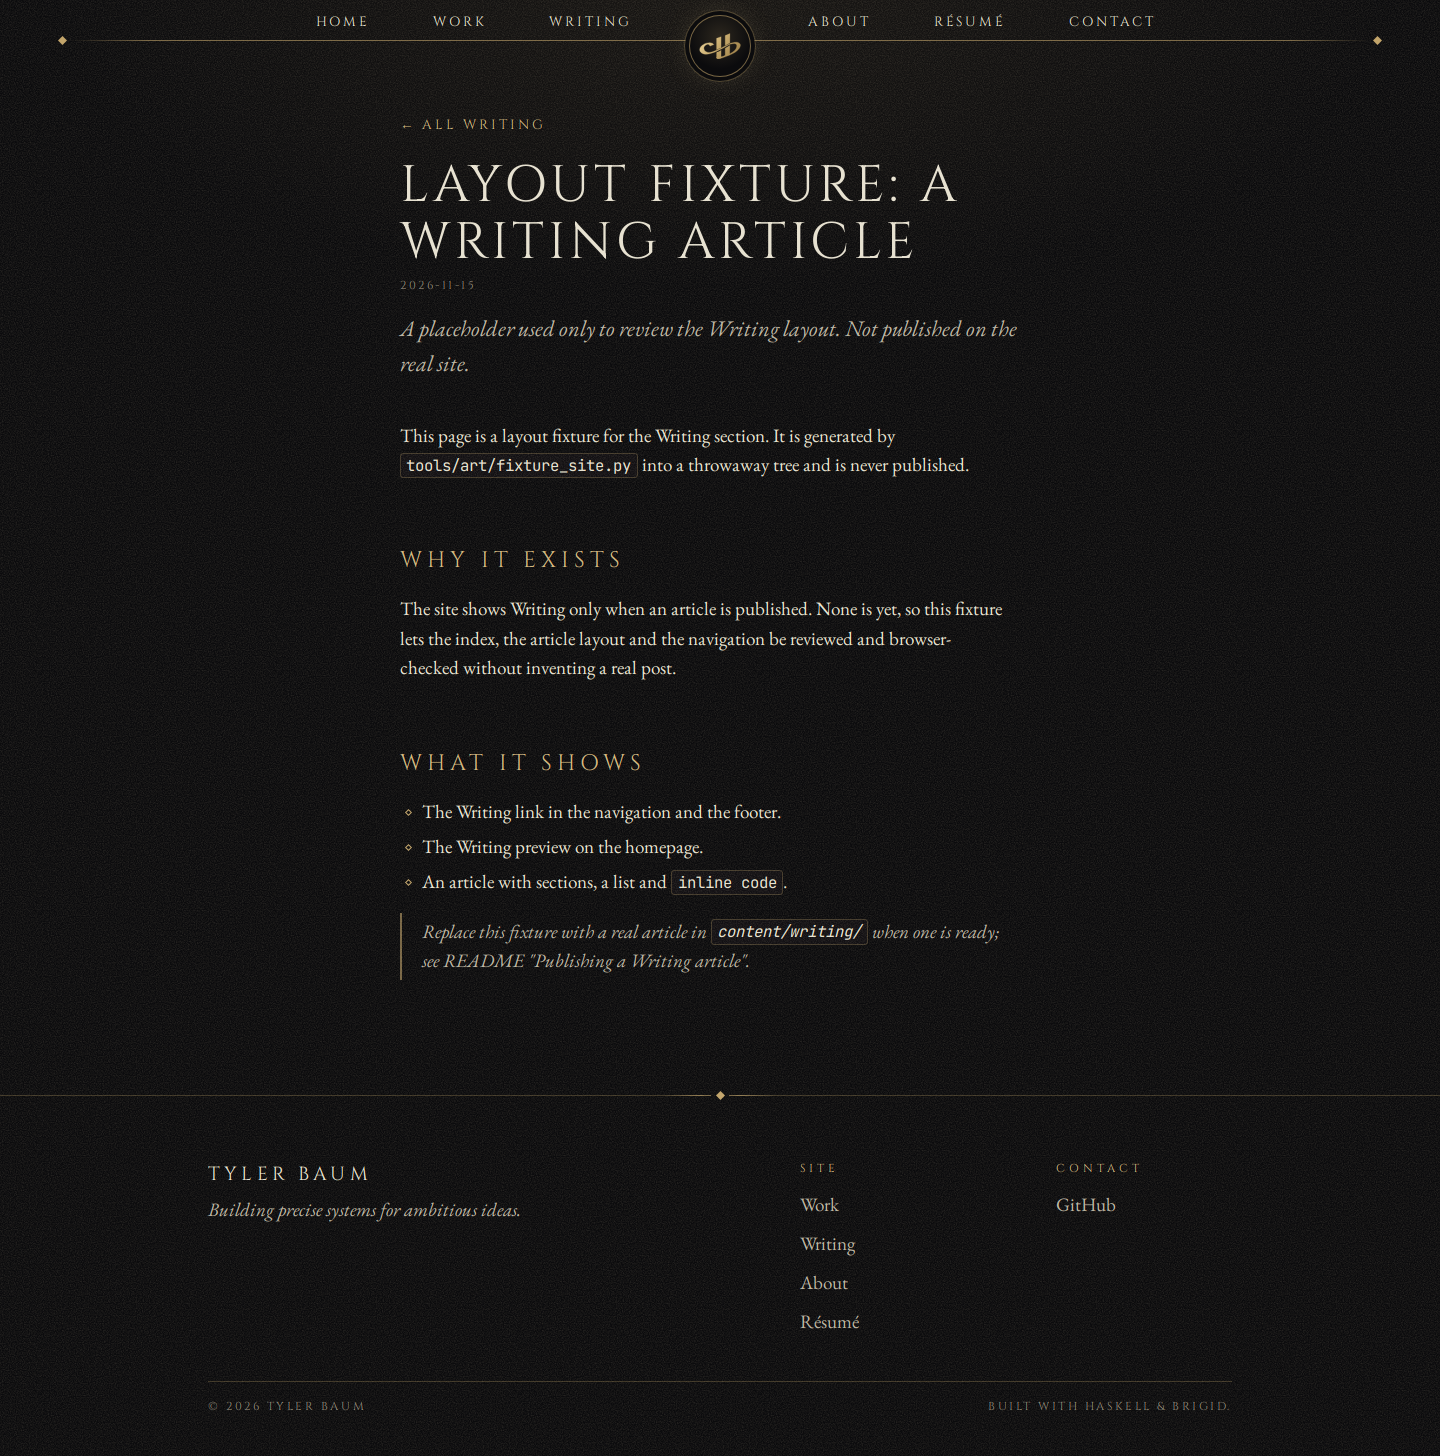 HOME WORK WRITING ABOUT RÉSUMÉ CONTACT
← ALL WRITING
LAYOUT FIXTURE: A
WRITING ARTICLE
2026-11-15
A placeholder used only to review the Writing layout. Not published on the
real site.
This page is a layout fixture for the Writing section. It is generated by
tools/art/fixture_site.py into a throwaway tree and is never published.
WHY IT EXISTS
The site shows Writing only when an article is published. None is yet, so this fixture
lets the index, the article layout and the navigation be reviewed and browser-
checked without inventing a real post.
WHAT IT SHOWS
The Writing link in the navigation and the footer.
The Writing preview on the homepage.
An article with sections, a list and inline code.
Replace this fixture with a real article in content/writing/ when one is ready;
see README "Publishing a Writing article".
TYLER BAUM
Building precise systems for ambitious ideas.
SITE
Work
Writing
About
Résumé
CONTACT
GitHub
© 2026 TYLER BAUM
BUILT WITH HASKELL & BRIGID.